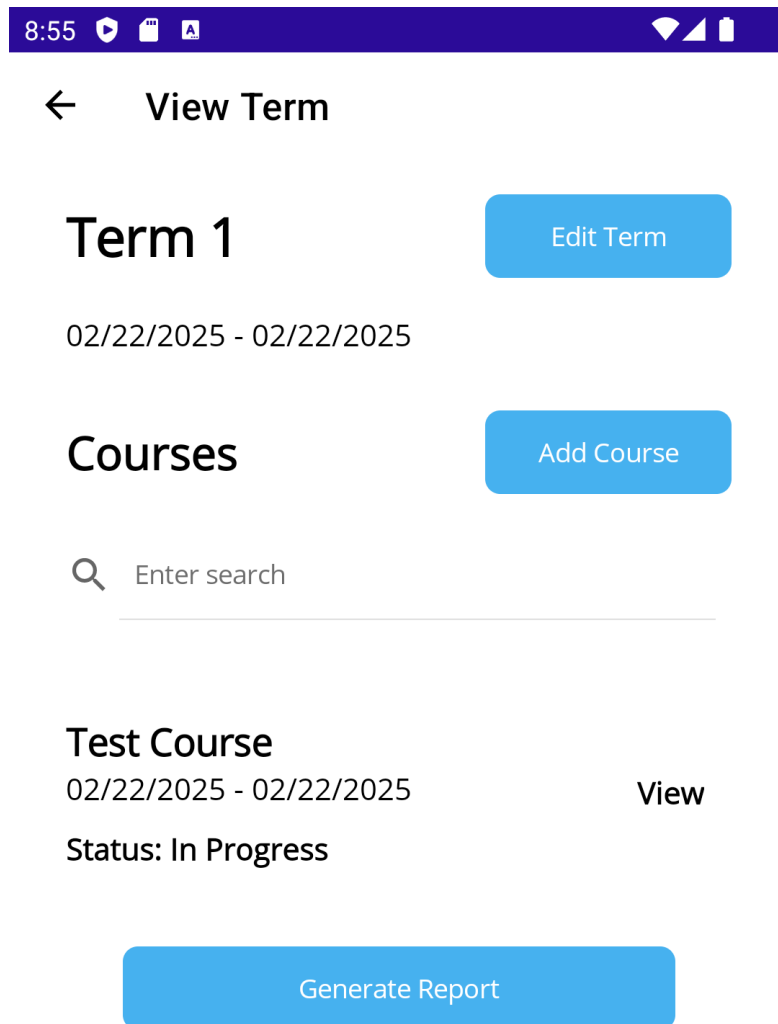 8:55
View Term
Term 1
Edit Term
02/22/2025 - 02/22/2025
Courses
Add Course
Enter search
Test Course
02/22/2025 - 02/22/2025
View
Status: In Progress
Generate Report